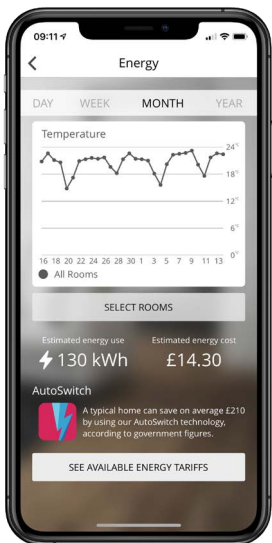 09:11
Energy
DAY WEEK MONTH YEAR
Temperature
24°
18°
12°
6°
0°
16 18 20 22 24 26 28 30 1 3 5 7 9 11 13
All Rooms
SELECT ROOMS
Estimated energy use Estimated energy cost
130 kWh £14.30
AutoSwitch
A typical home can save on average £210
by using our AutoSwitch technology,
according to government figures.
SEE AVAILABLE ENERGY TARIFFS